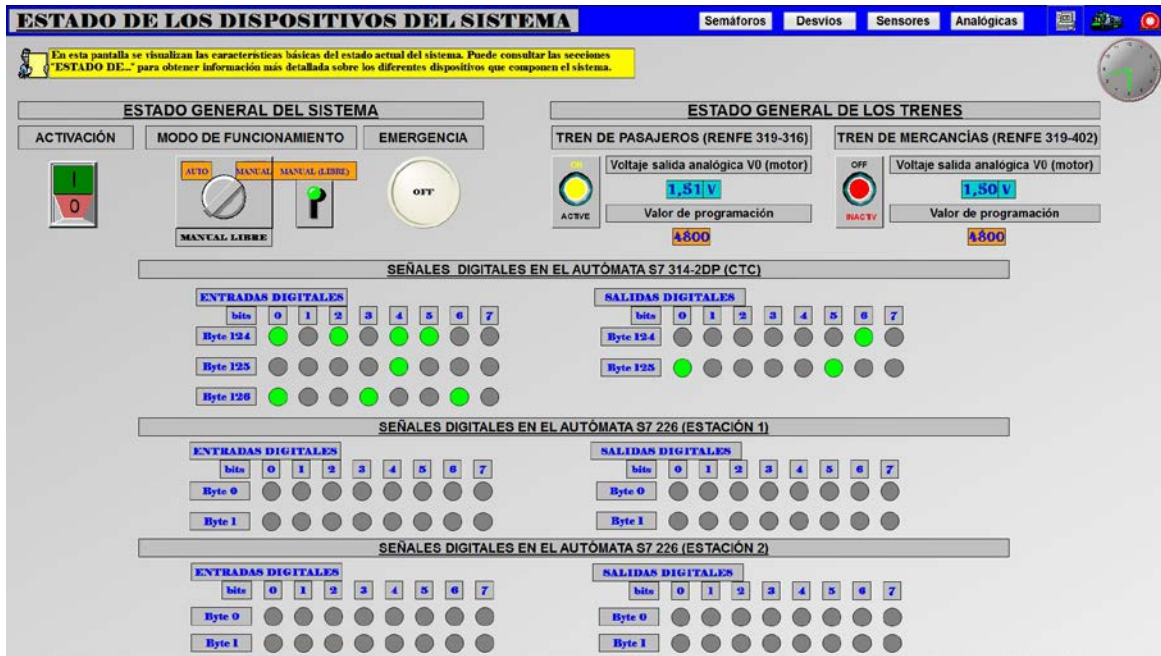 ESTADO DE LOS DISPOSITIVOS DEL SISTEMA
Semáforos Desvíos Sensores Analógicas
En esta pantalla se visualizan las características básicas del estado actual del sistema. Puede consultar las secciones
"ESTADO DE..." para obtener información más detallada sobre los diferentes dispositivos que componen el sistema.
ESTADO GENERAL DEL SISTEMA
ACTIVACIÓN MODO DE FUNCIONAMIENTO EMERGENCIA
I
0
AUTO MANUAL MANUAL (LIBRE)
MANUAL LIBRE
OFF
ESTADO GENERAL DE LOS TRENES
TREN DE PASAJEROS (RENFE 319-316)
ON
ACTIVE
Voltaje salida analógica V0 (motor)
1,51 V
Valor de programación
4800
TREN DE MERCANCÍAS (RENFE 319-402)
OFF
INACTIV
Voltaje salida analógica V0 (motor)
1,50 V
Valor de programación
4800
SEÑALES DIGITALES EN EL AUTÓMATA S7 314-2DP (CTC)
ENTRADAS DIGITALES
bits 0 1 2 3 4 5 6 7
Byte 124
Byte 125
Byte 126
SALIDAS DIGITALES
bits 0 1 2 3 4 5 6 7
Byte 124
Byte 125
SEÑALES DIGITALES EN EL AUTÓMATA S7 226 (ESTACIÓN 1)
ENTRADAS DIGITALES
bits 0 1 2 3 4 5 6 7
Byte 0
Byte 1
SALIDAS DIGITALES
bits 0 1 2 3 4 5 6 7
Byte 0
Byte 1
SEÑALES DIGITALES EN EL AUTÓMATA S7 226 (ESTACIÓN 2)
ENTRADAS DIGITALES
bits 0 1 2 3 4 5 6 7
Byte 0
Byte 1
SALIDAS DIGITALES
bits 0 1 2 3 4 5 6 7
Byte 0
Byte 1